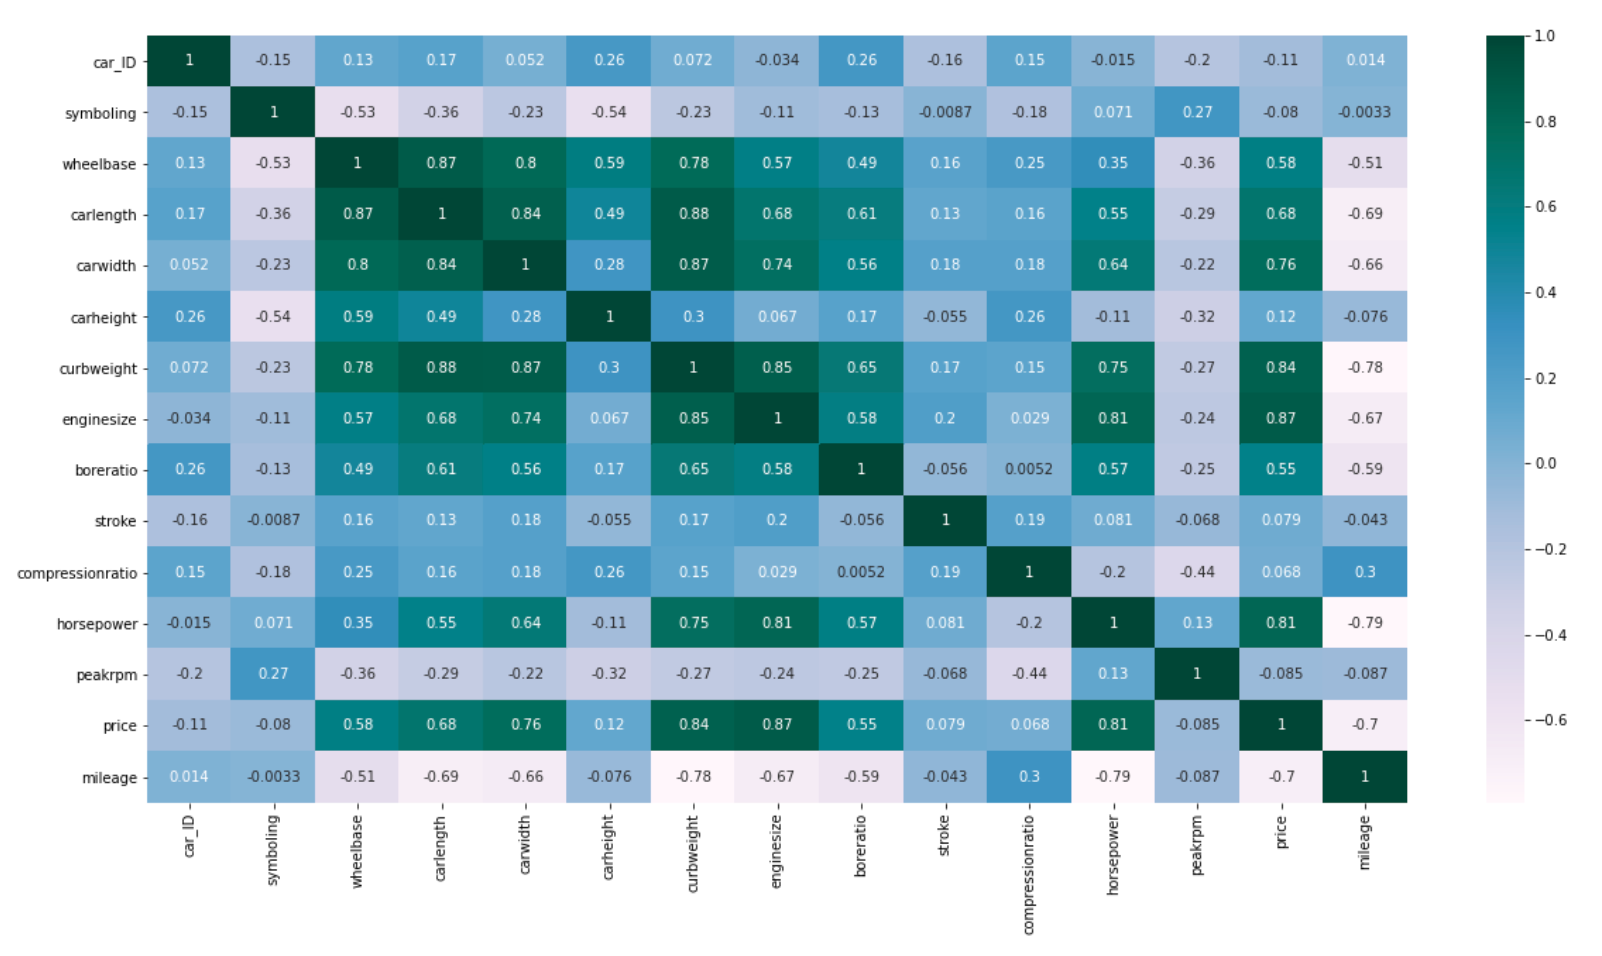 car_ID 1 -0.15 0.13 0.17 0.052 0.26 0.072 -0.034 0.26 -0.16 0.15 -0.015 -0.2 -0.11 0.014
symboling -0.15 1 -0.53 -0.36 -0.23 -0.54 -0.23 -0.11 -0.13 -0.0087 -0.18 0.071 0.27 -0.08 -0.0033
wheelbase 0.13 -0.53 1 0.87 0.8 0.59 0.78 0.57 0.49 0.16 0.25 0.35 -0.36 0.58 -0.51
carlength 0.17 -0.36 0.87 1 0.84 0.49 0.88 0.68 0.61 0.13 0.16 0.55 -0.29 0.68 -0.69
carwidth 0.052 -0.23 0.8 0.84 1 0.28 0.87 0.74 0.56 0.18 0.18 0.64 -0.22 0.76 -0.66
carheight 0.26 -0.54 0.59 0.49 0.28 1 0.3 0.067 0.17 -0.055 0.26 -0.11 -0.32 0.12 -0.076
curbweight 0.072 -0.23 0.78 0.88 0.87 0.3 1 0.85 0.65 0.17 0.15 0.75 -0.27 0.84 -0.78
enginesize -0.034 -0.11 0.57 0.68 0.74 0.067 0.85 1 0.58 0.2 0.029 0.81 -0.24 0.87 -0.67
boreratio 0.26 -0.13 0.49 0.61 0.56 0.17 0.65 0.58 1 -0.056 0.0052 0.57 -0.25 0.55 -0.59
stroke -0.16 -0.0087 0.16 0.13 0.18 -0.055 0.17 0.2 -0.056 1 0.19 0.081 -0.068 0.079 -0.043
compressionratio 0.15 -0.18 0.25 0.16 0.18 0.26 0.15 0.029 0.0052 0.19 1 -0.2 -0.44 0.068 0.3
horsepower -0.015 0.071 0.35 0.55 0.64 -0.11 0.75 0.81 0.57 0.081 -0.2 1 0.13 0.81 -0.79
peakrpm -0.2 0.27 -0.36 -0.29 -0.22 -0.32 -0.27 -0.24 -0.25 -0.068 -0.44 0.13 1 -0.085 -0.087
price -0.11 -0.08 0.58 0.68 0.76 0.12 0.84 0.87 0.55 0.079 0.068 0.81 -0.085 1 -0.7
mileage 0.014 -0.0033 -0.51 -0.69 -0.66 -0.076 -0.78 -0.67 -0.59 -0.043 0.3 -0.79 -0.087 -0.7 1
car_ID symboling wheelbase carlength carwidth carheight curbweight enginesize boreratio stroke compressionratio horsepower peakrpm price mileage
1.0
0.8
0.6
0.4
0.2
0.0
−0.2
−0.4
−0.6